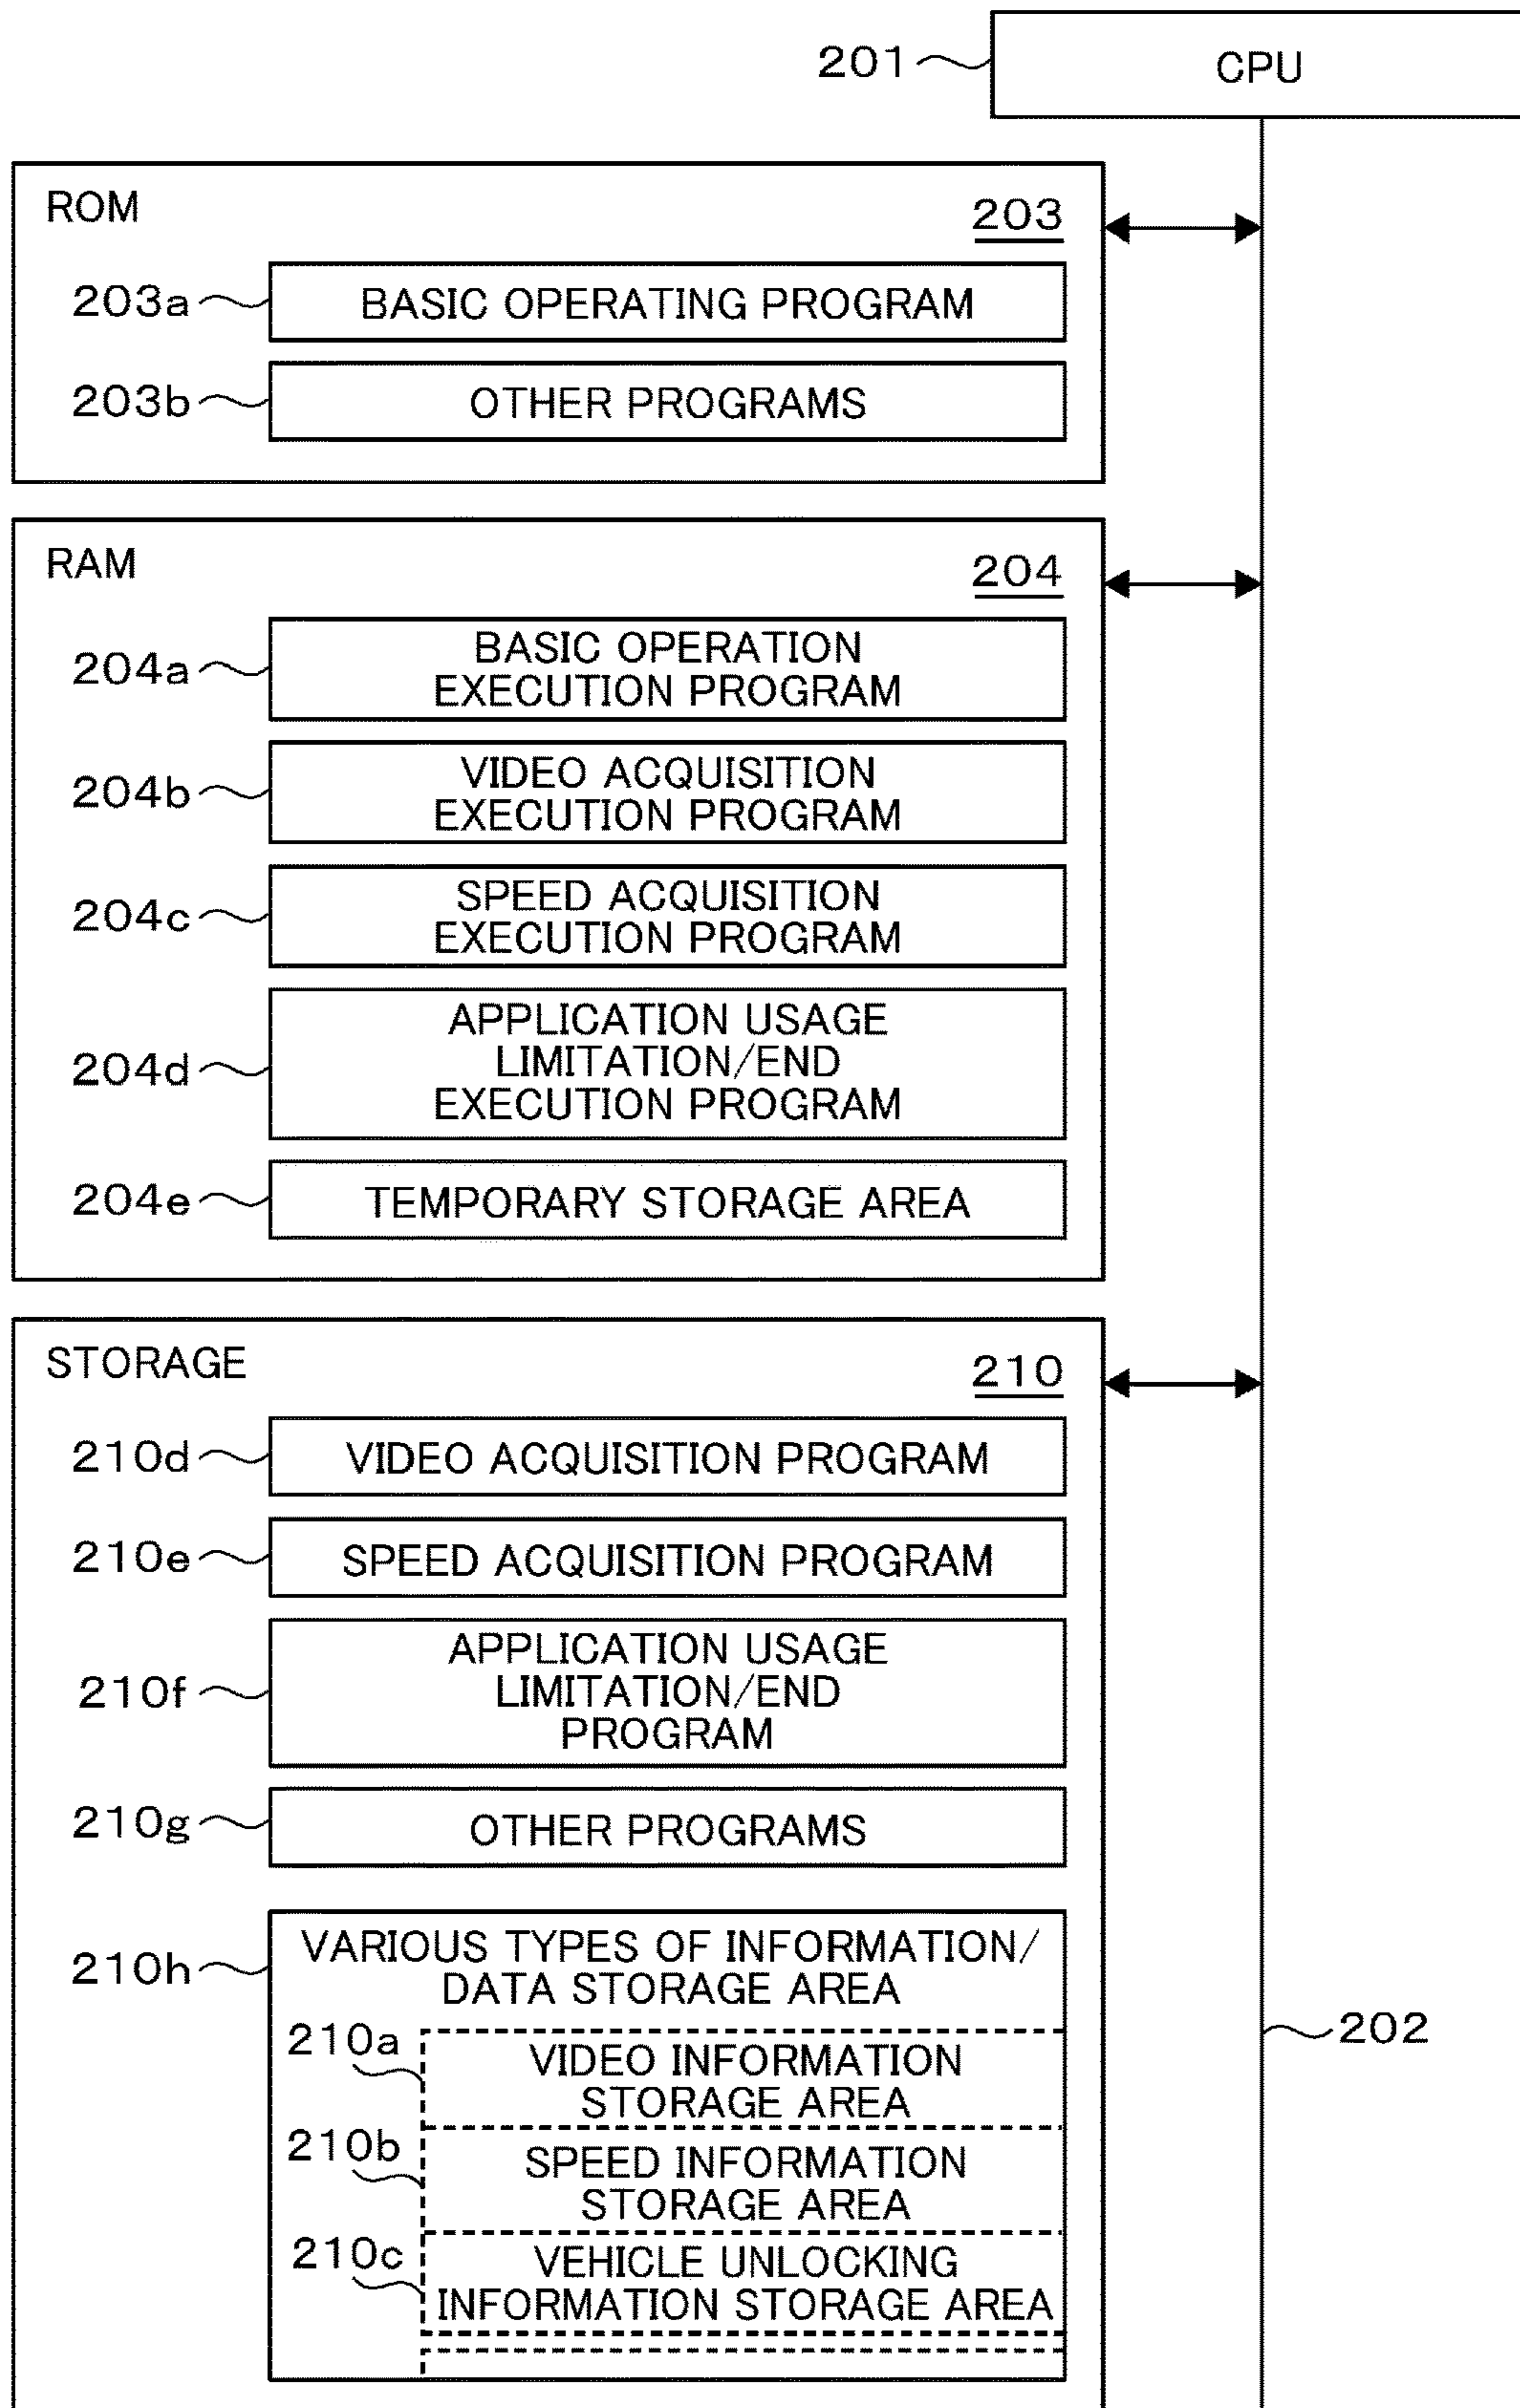 201
CPU
ROM
203
203a
BASIC OPERATING PROGRAM
203b
OTHER PROGRAMS
RAM
204
204a
BASIC OPERATION
EXECUTION PROGRAM
204b
VIDEO ACQUISITION
EXECUTION PROGRAM
204c
SPEED ACQUISITION
EXECUTION PROGRAM
204d
APPLICATION USAGE
LIMITATION/END
EXECUTION PROGRAM
204e
TEMPORARY STORAGE AREA
STORAGE
210
210d
VIDEO ACQUISITION PROGRAM
210e
SPEED ACQUISITION PROGRAM
210f
APPLICATION USAGE
LIMITATION/END
PROGRAM
210g
OTHER PROGRAMS
210h
VARIOUS TYPES OF INFORMATION/
DATA STORAGE AREA
210a
VIDEO INFORMATION
STORAGE AREA
202
210b
SPEED INFORMATION
STORAGE AREA
210c
VEHICLE UNLOCKING
INFORMATION STORAGE AREA